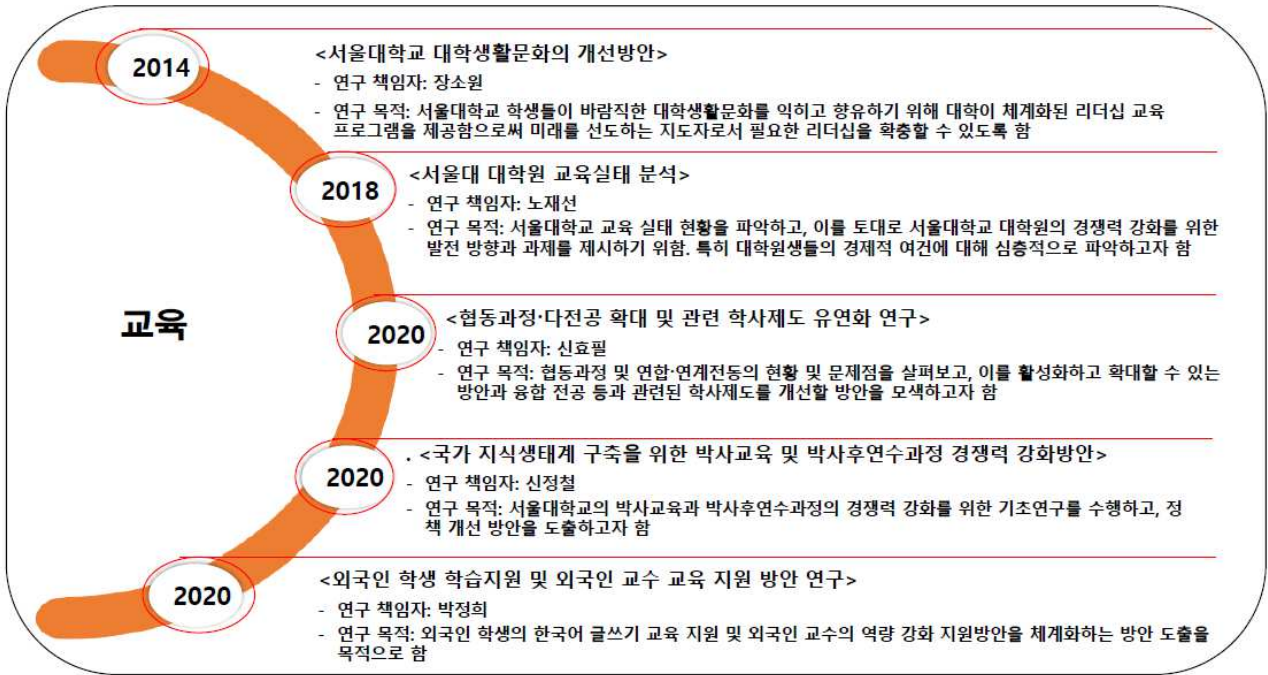 교육
2014
<서울대학교 대학생활문화의 개선방안>
- 연구 책임자: 장소원
- 연구 목적: 서울대학교 학생들이 바람직한 대학생활문화를 익히고 향유하기 위해 대학이 체계화된 리더십 교육
프로그램을 제공함으로써 미래를 선도하는 지도자로서 필요한 리더십을 확충할 수 있도록 함
2018
<서울대 대학원 교육실태 분석>
- 연구 책임자: 노재선
- 연구 목적: 서울대학교 교육 실태 현황을 파악하고, 이를 토대로 서울대학교 대학원의 경쟁력 강화를 위한
발전 방향과 과제를 제시하기 위함. 특히 대학원생들의 경제적 여건에 대해 심층적으로 파악하고자 함
2020
<협동과정·다전공 확대 및 관련 학사제도 유연화 연구>
- 연구 책임자: 신효필
- 연구 목적: 협동과정 및 연합·연계전동의 현황 및 문제점을 살펴보고, 이를 활성화하고 확대할 수 있는
방안과 융합 전공 등과 관련된 학사제도를 개선할 방안을 모색하고자 함
2020
. <국가 지식생태계 구축을 위한 박사교육 및 박사후연수과정 경쟁력 강화방안>
- 연구 책임자: 신정철
- 연구 목적: 서울대학교의 박사교육과 박사후연수과정의 경쟁력 강화를 위한 기초연구를 수행하고, 정
책 개선 방안을 도출하고자 함
2020
<외국인 학생 학습지원 및 외국인 교수 교육 지원 방안 연구>
- 연구 책임자: 박정희
- 연구 목적: 외국인 학생의 한국어 글쓰기 교육 지원 및 외국인 교수의 역량 강화 지원방안을 체계화하는 방안 도출을
목적으로 함